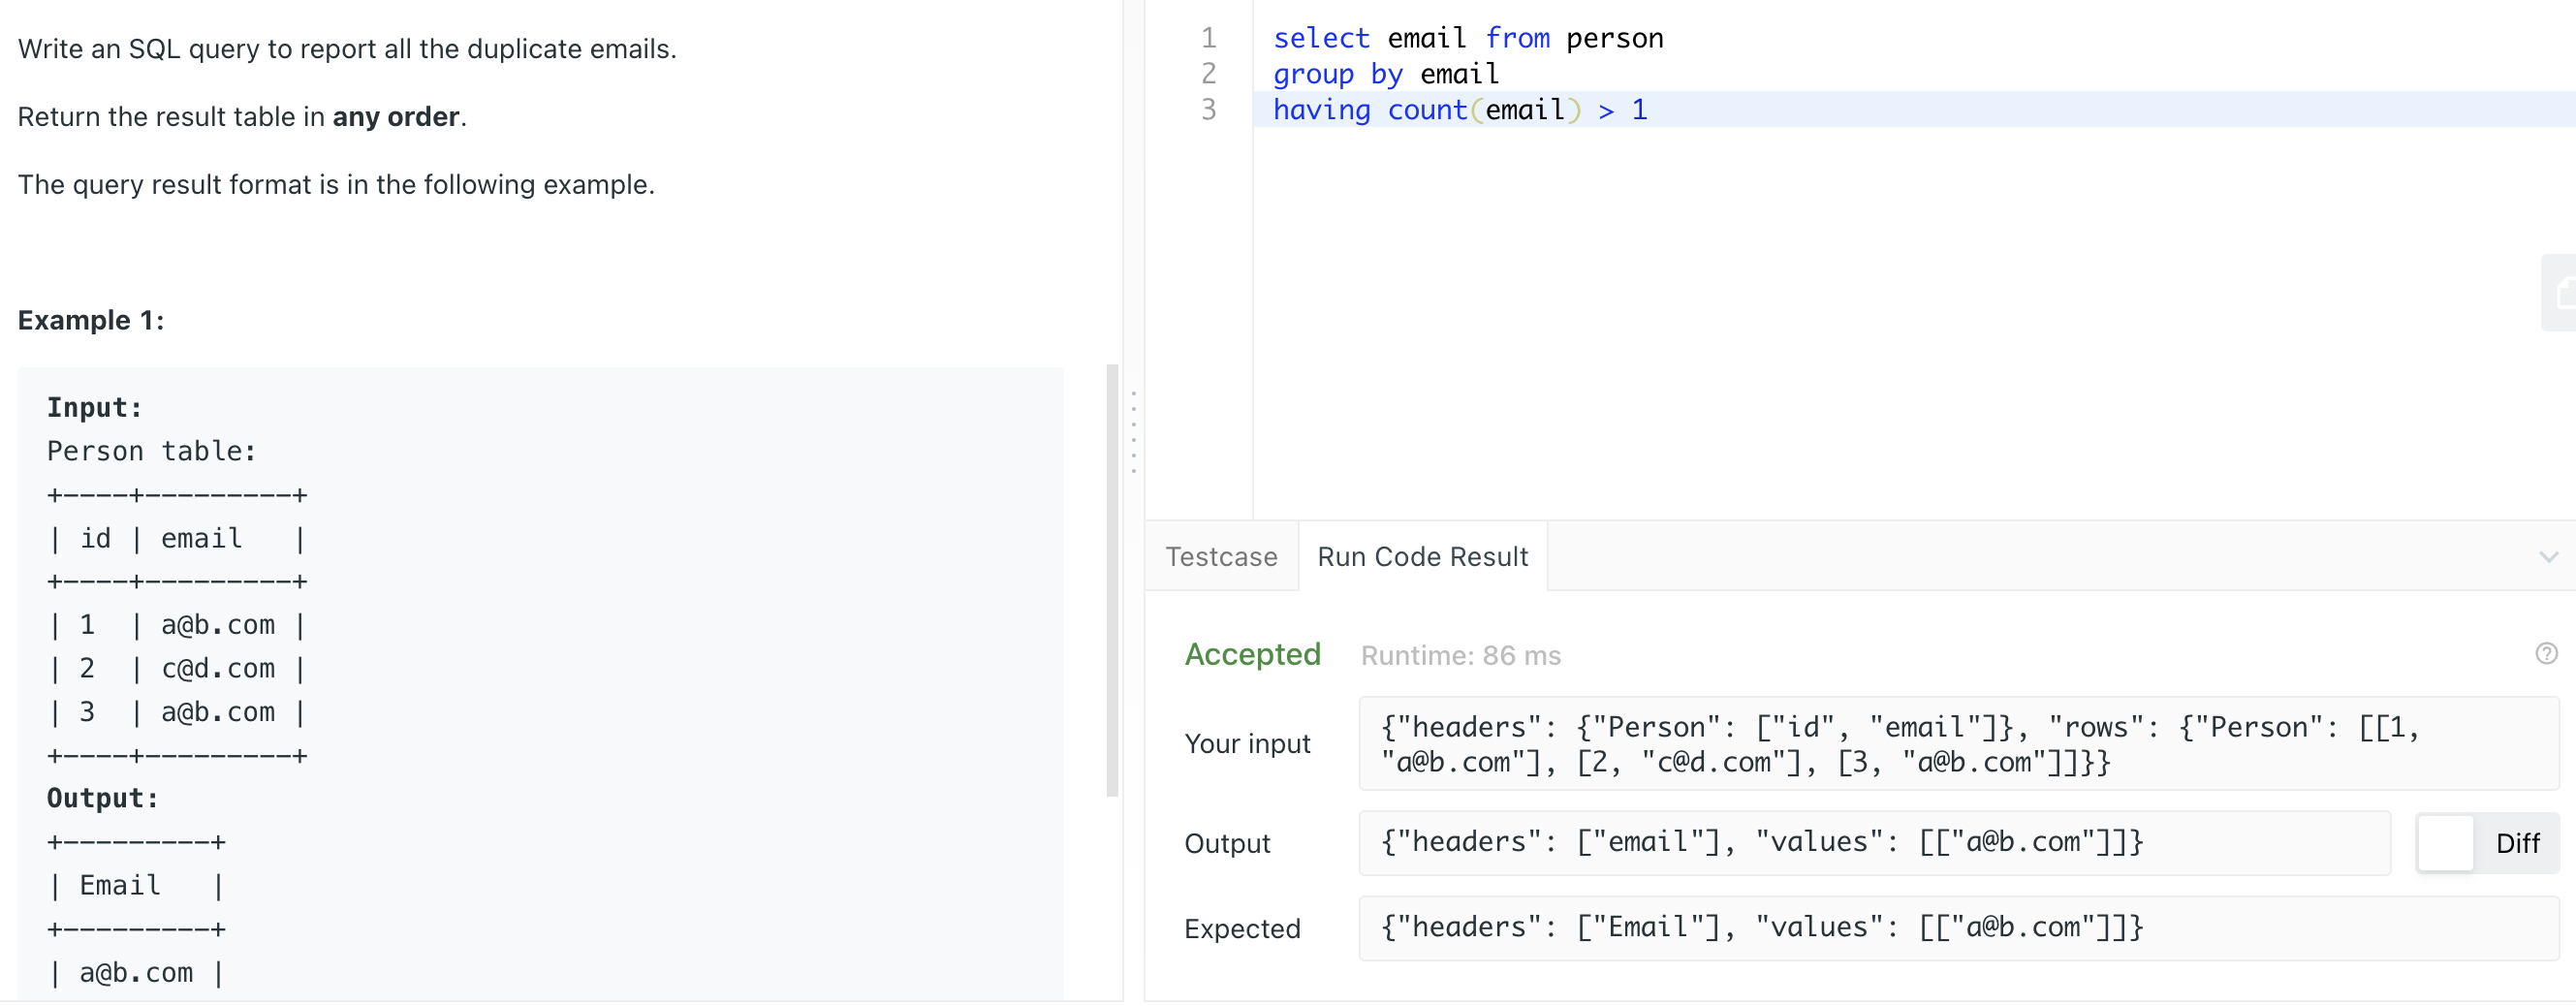 Write an SQL query to report all the duplicate emails.
Return the result table in any order.
The query result format is in the following example.
Example 1:
Input:
Person table:
+----+---------+
| id | email   |
+----+---------+
| 1  | a@b.com |
| 2  | c@d.com |
| 3  | a@b.com |
+----+---------+
Output:
+---------+
| Email   |
+---------+
| a@b.com |
1 select email from person
2 group by email
3 having count(email) > 1
Testcase Run Code Result
Accepted Runtime: 86 ms
Your input
{"headers": {"Person": ["id", "email"]}, "rows": {"Person": [[1,
"a@b.com"], [2, "c@d.com"], [3, "a@b.com"]]}}
Output {"headers": ["email"], "values": [["a@b.com"]]} Diff
Expected {"headers": ["Email"], "values": [["a@b.com"]]}